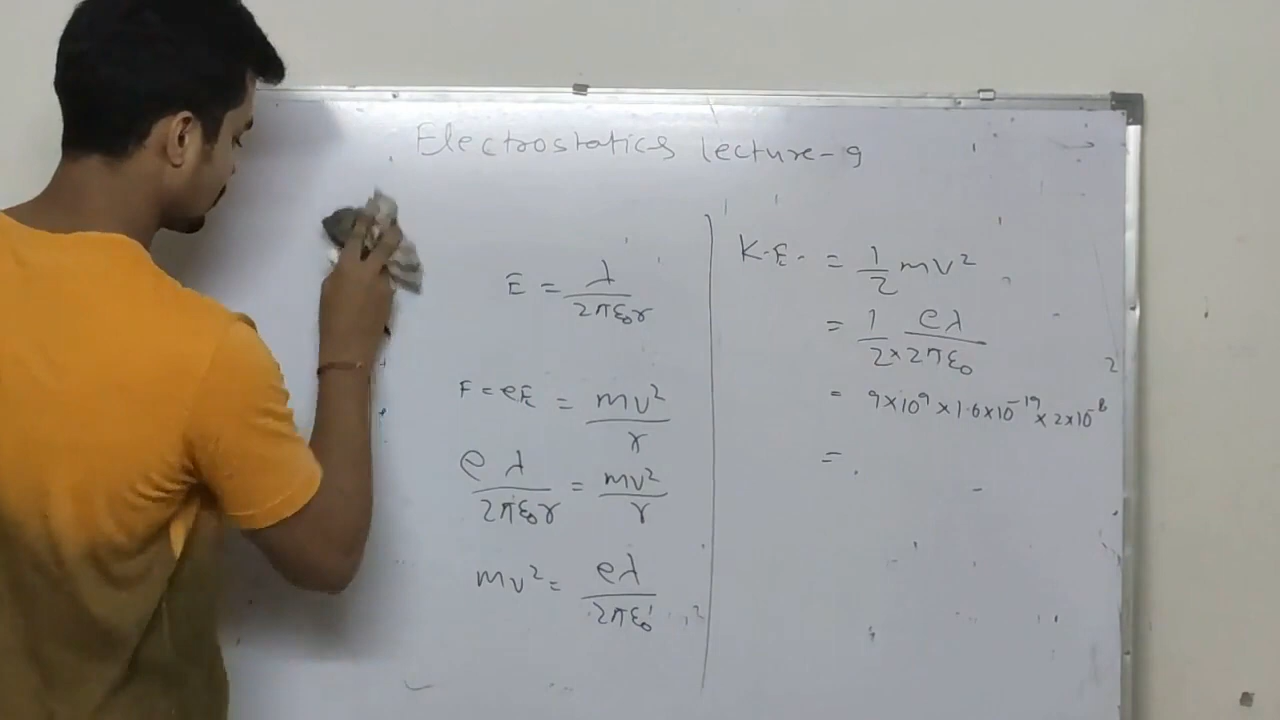 Electrostatics lecture-9
E = λ/2πε₀r
F = eE = mv²/r
eλ/2πε₀r = mv²/r
mv² = eλ/2πε₀
K.E. = 1/2 mv²
= 1/2×2πε₀ eλ
= 9×10⁹ × 1.6×10⁻¹⁹ × 2×10⁻⁸
= .